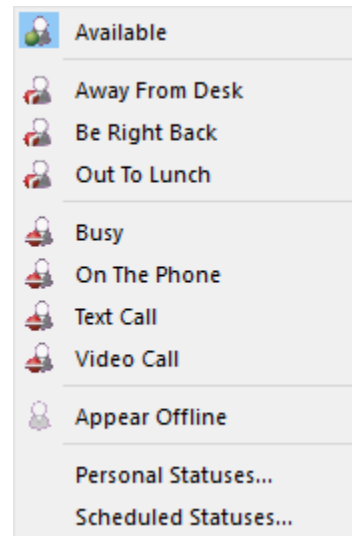 Available
Away From Desk
Be Right Back
Out To Lunch
Busy
On The Phone
Text Call
Video Call
Appear Offline
Personal Statuses...
Scheduled Statuses...